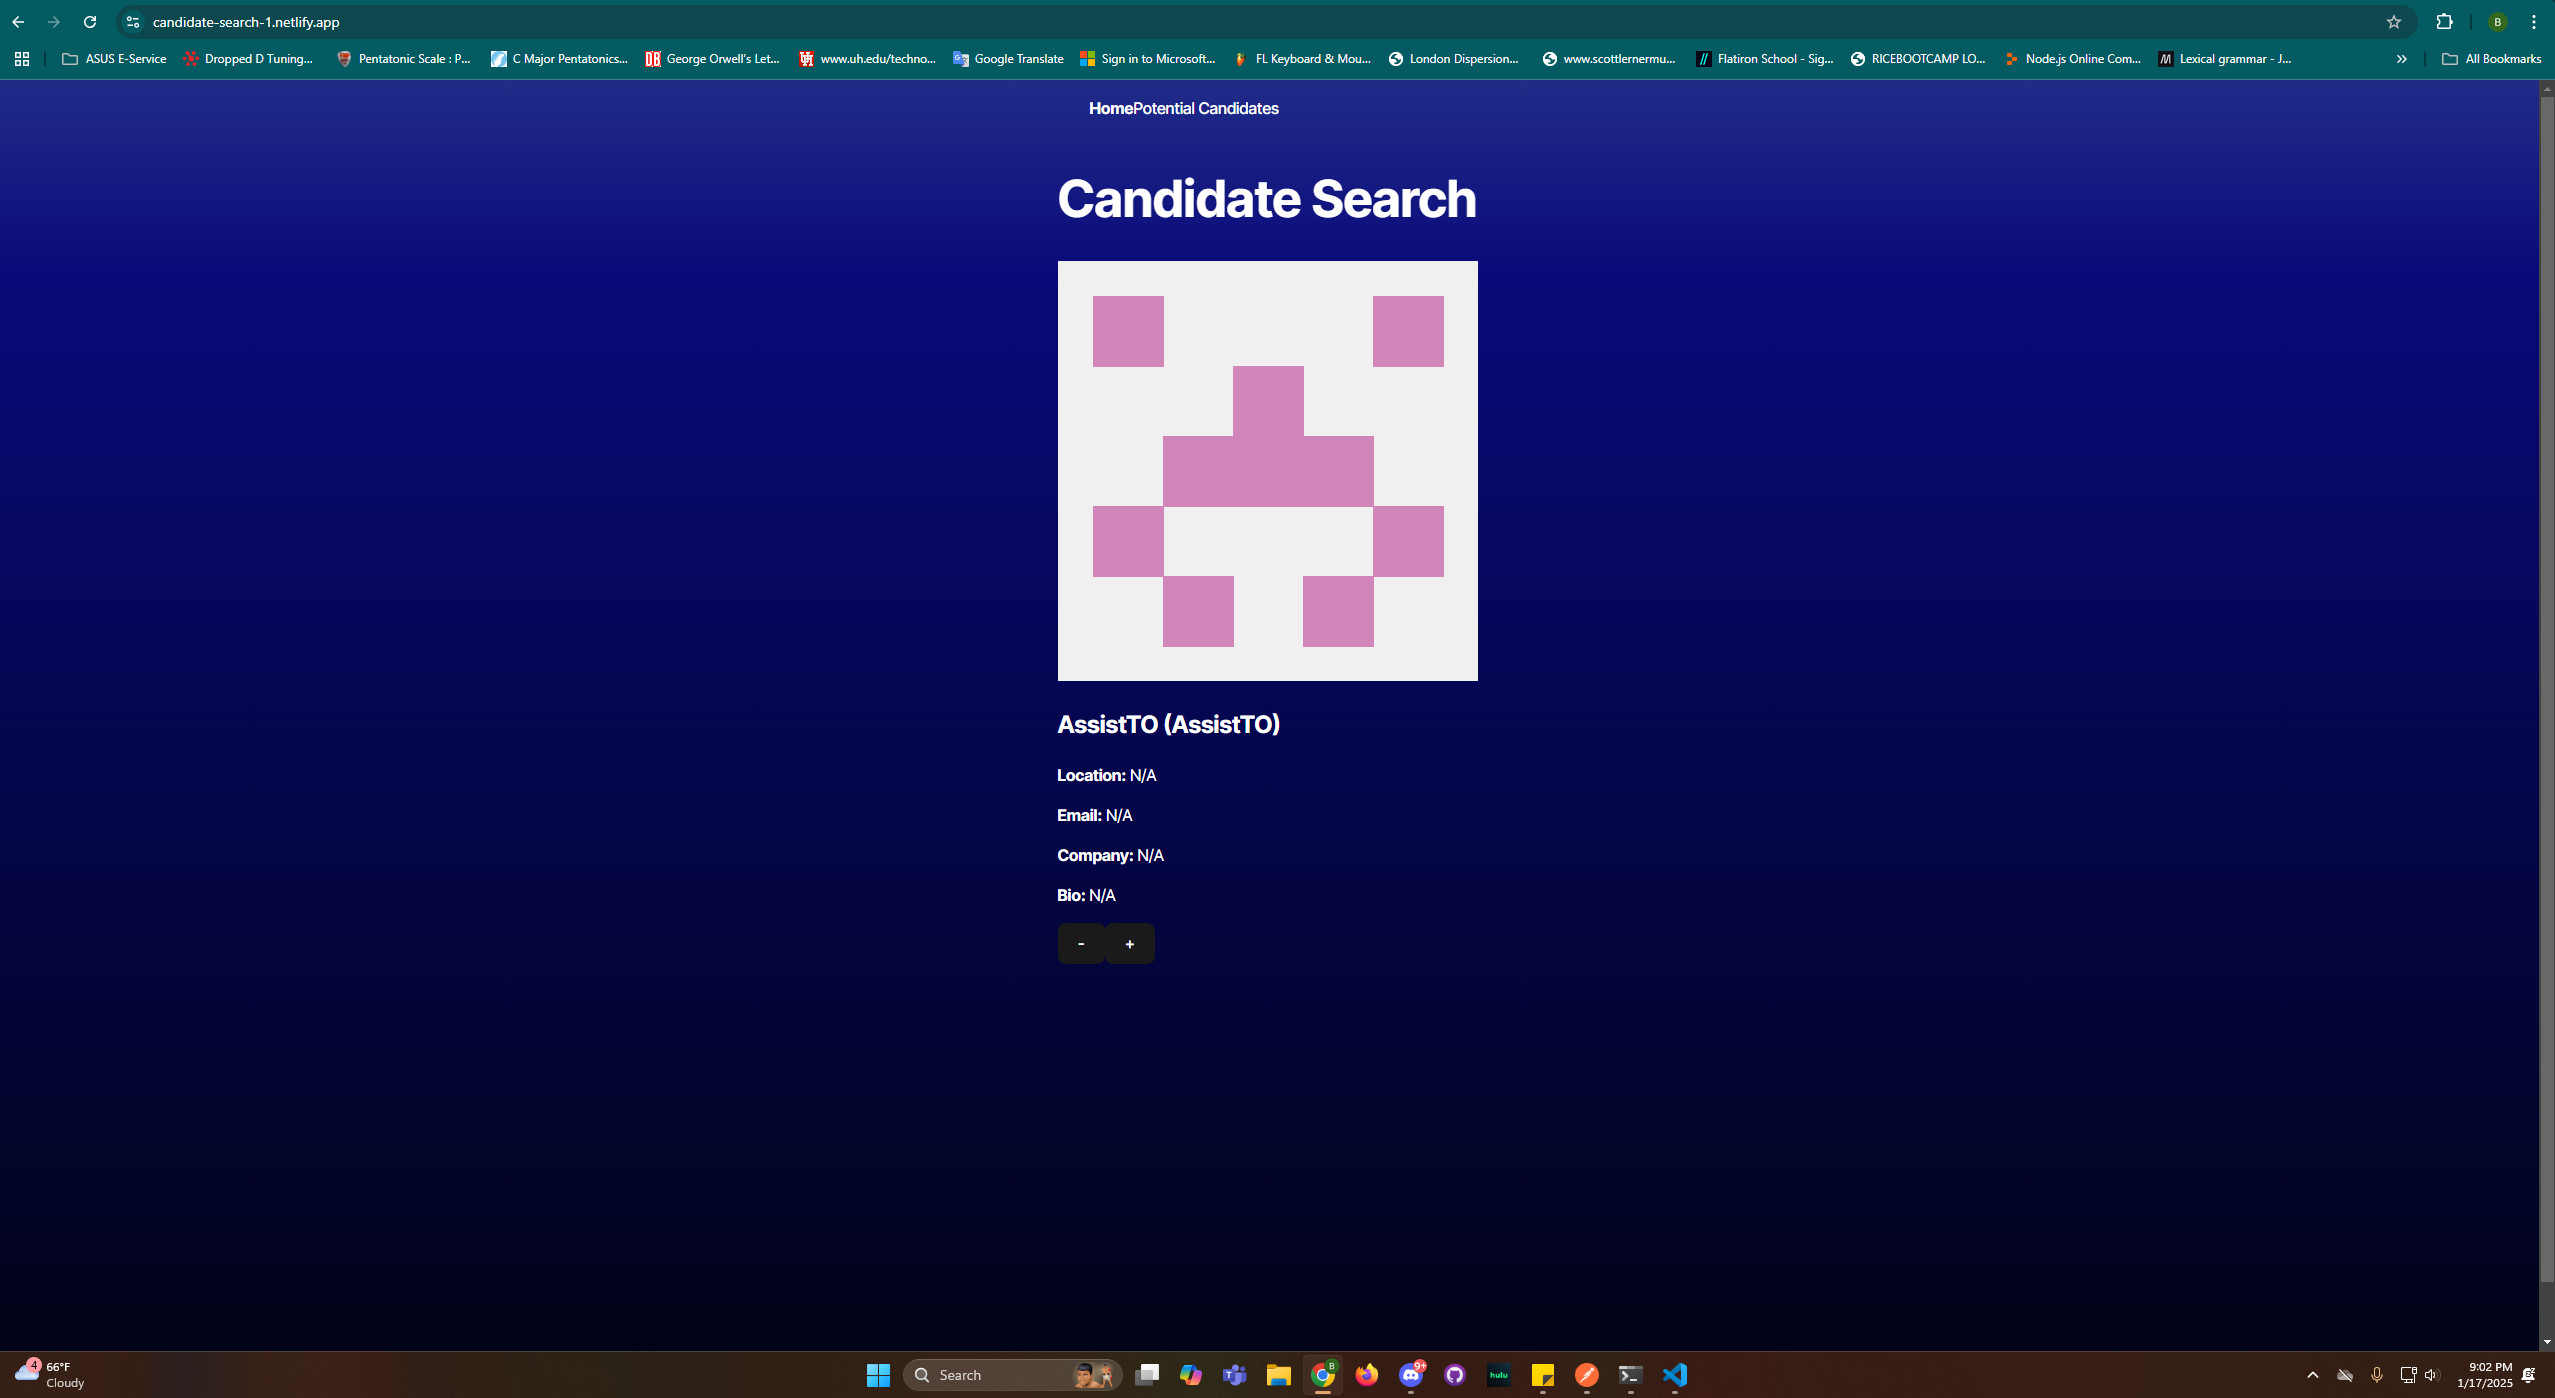 candidate-search-1.netlify.app
B
ASUS E-Service
Dropped D Tuning...
Pentatonic Scale : P...
C Major Pentatonics...
George Orwell's Let...
www.uh.edu/techno...
Google Translate
Sign in to Microsoft...
FL Keyboard & Mou...
London Dispersion...
www.scottlernermu...
Flatiron School - Sig...
RICEBOOTCAMP LO...
Node.js Online Com...
Lexical grammar - J...
All Bookmarks
HomePotential Candidates
Candidate Search
AssistTO (AssistTO)
Location: N/A
Email: N/A
Company: N/A
Bio: N/A
- +
4
66°F
Cloudy
Search
B
9+
hulu
9:02 PM
1/17/2025